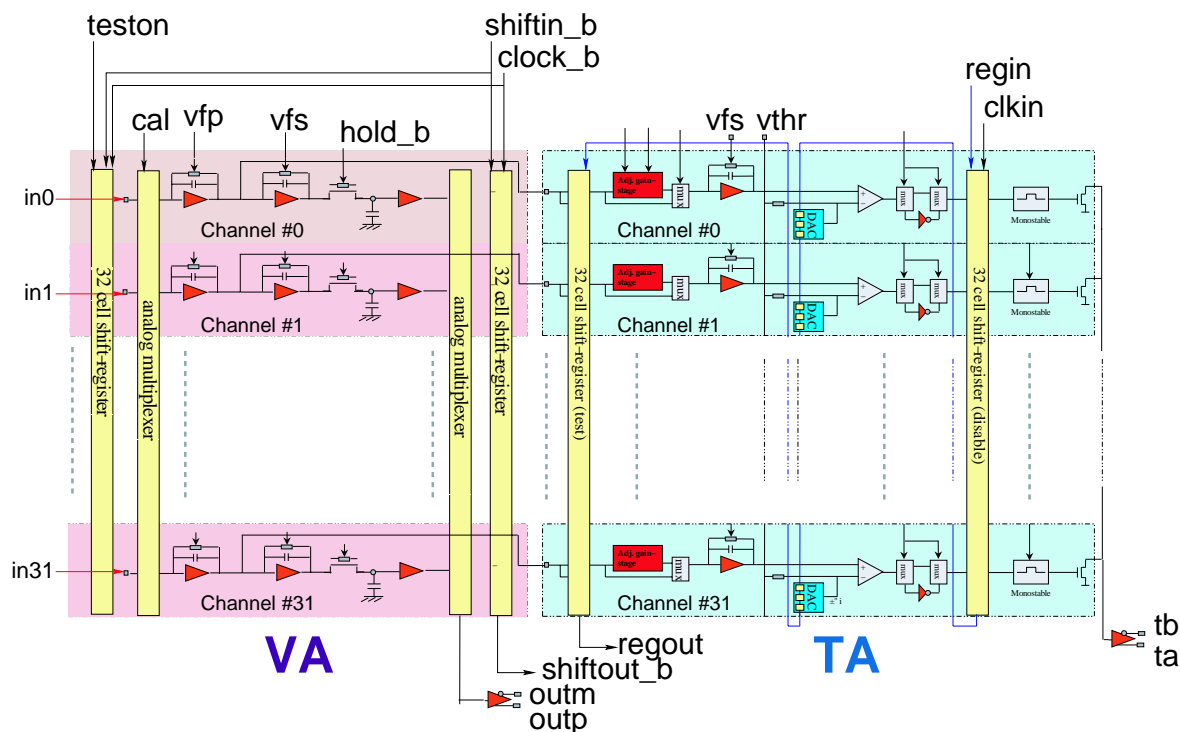 teston
shiftin_b
clock_b
regin
clkin
cal
vfp
vfs
hold_b
vfs
vthr
in0
Adj. gain-
stage
mux
DAC
+
−
mux
mux
Monostable
Channel #0
Channel #0
in1
Adj. gain-
stage
mux
DAC
+
−
mux
mux
Monostable
Channel #1
Channel #1
32 cell shift-register
analog multiplexer
analog multiplexer
32 cell shift-register
32 cell shift-register (test)
32 cell shift-register (disable)
in31
Adj. gain-
stage
mux
DAC
+
−
mux
mux
Monostable
Channel #31
Channel #31
VA
TA
regout
shiftout_b
outm
outp
tb
ta